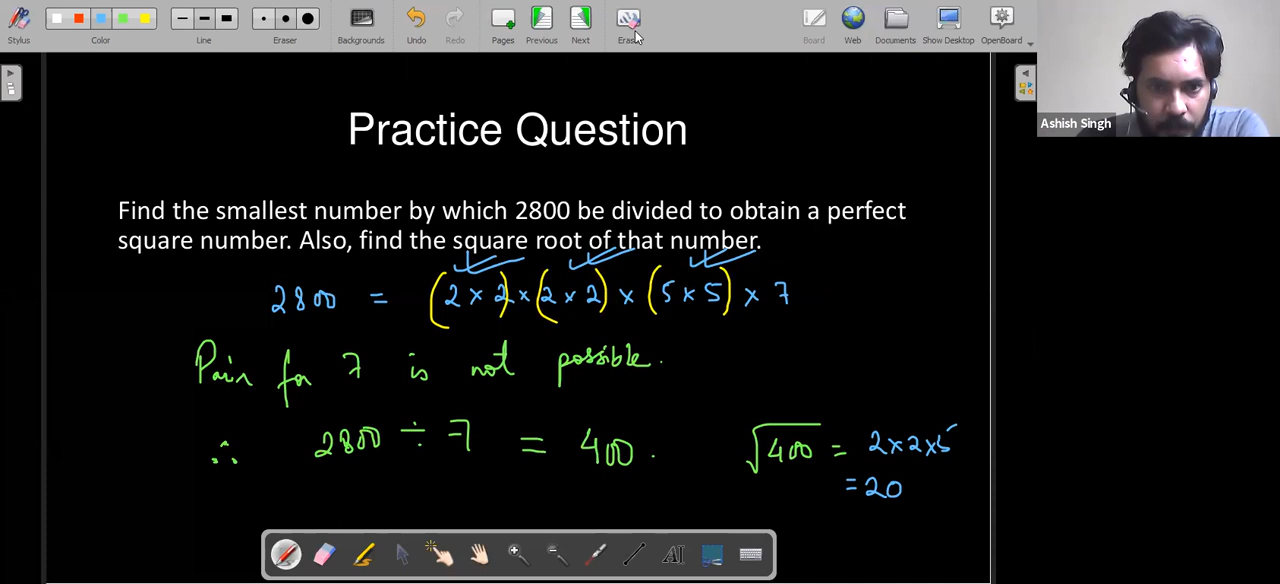 Stylus Color Line Eraser Backgrounds Undo Redo Pages Previous Next Board Web Documents Show Desktop OpenBoard
Ashish Singh
Practice Question
Find the smallest number by which 2800 be divided to obtain a perfect
square number. Also, find the square root of that number.
2800 = (2 × 2) × (2 × 2) × (5 × 5) × 7
Pair for 7 is not possible.
∴ 2800 ÷ 7 = 400. √400 = 2×2×5
=20
AI